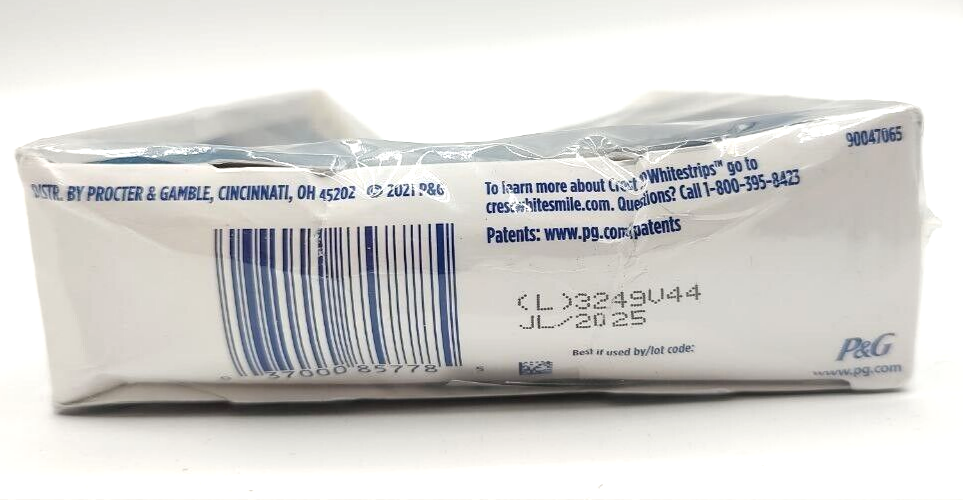 90047065
DISTR. BY PROCTER & GAMBLE, CINCINNATI, OH 45202 © 2021 P&G
To learn more about Crest Whitestrips™ go to
crestwhitesmile.com. Questions? Call 1-800-395-8423
Patents: www.pg.com/patents
(L)3249V44
JL/2025
Best if used by/lot code:
P&G
www.pg.com
0 37000 85778 5